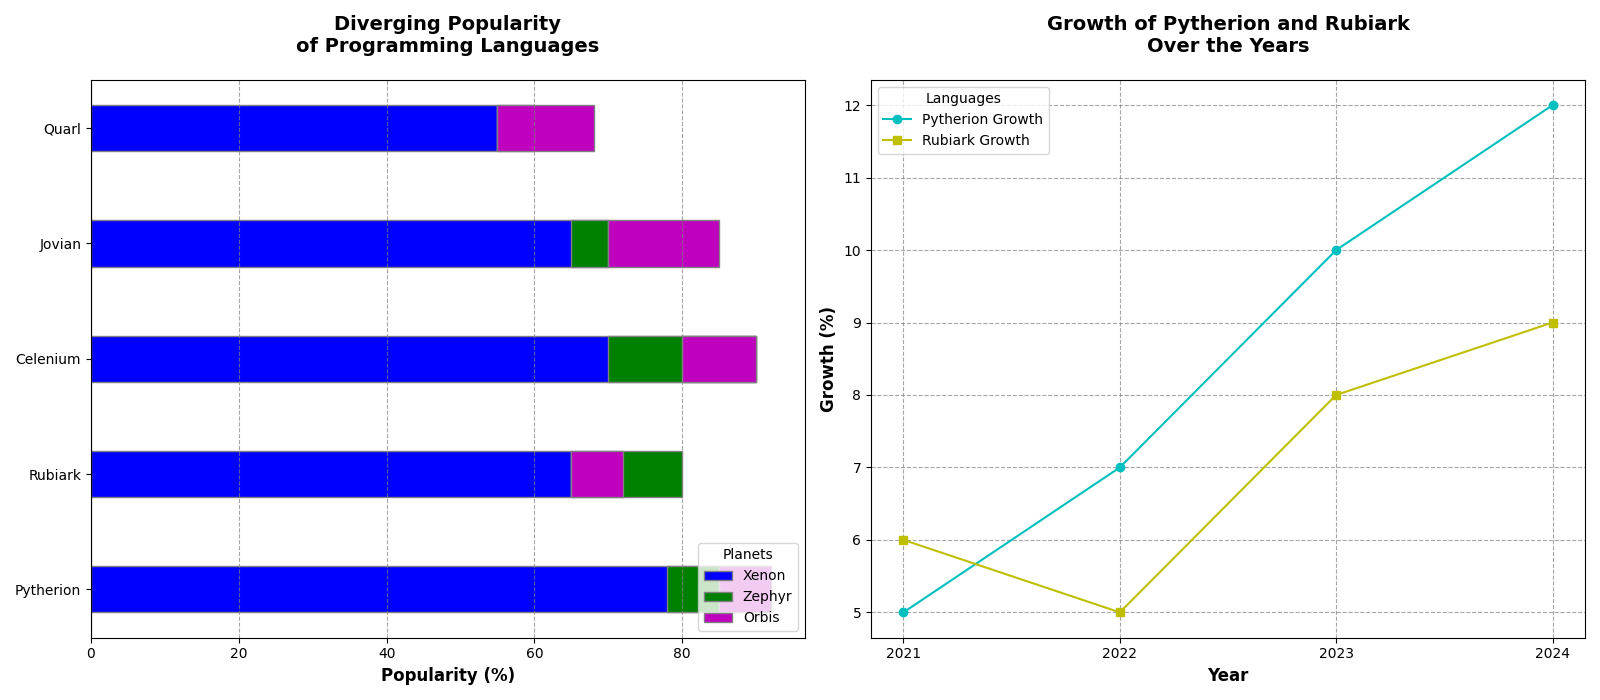 Diverging Popularity
of Programming Languages
Quarl
Jovian
Celenium
Rubiark
Pytherion
0 20 40 60 80
Popularity (%)
Planets
Xenon
Zephyr
Orbis
Growth of Pytherion and Rubiark
Over the Years
Languages
Pytherion Growth
Rubiark Growth
12
11
10
9
8
7
6
5
Growth (%)
2021 2022 2023 2024
Year